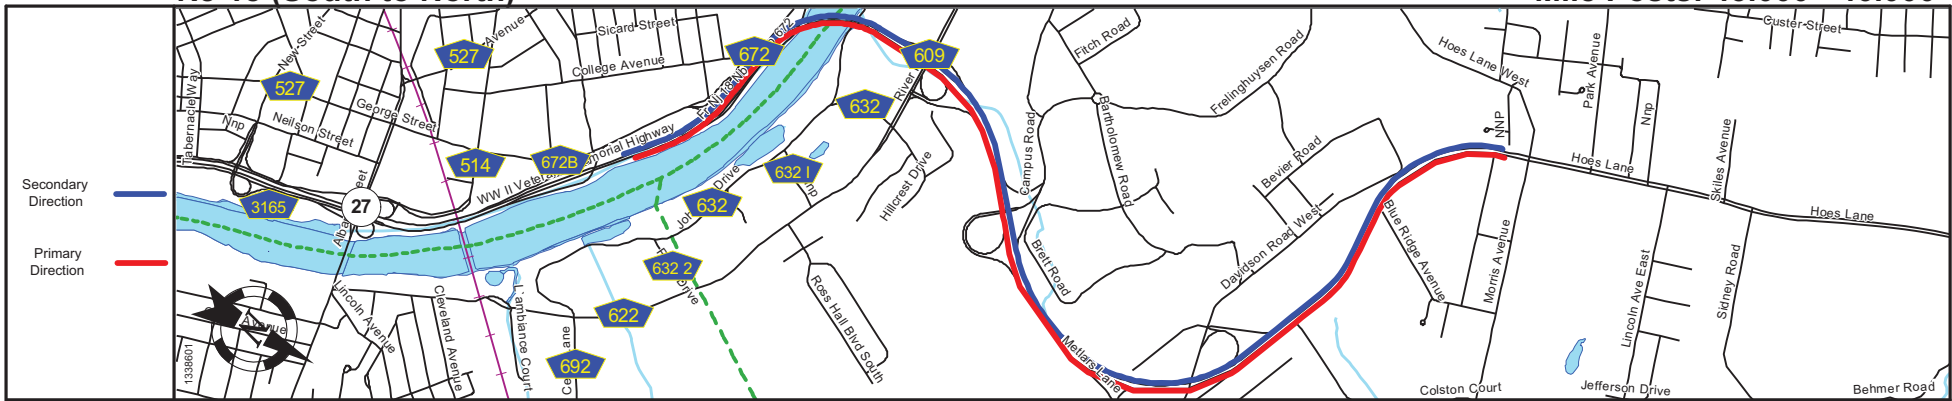 Secondary
Direction
Primary
Direction
Tabernacle Way
New Street
527
527
Avenue
Sicard Street
College Avenue
672
609
Nnp
Neilson Street
George Street
514
672B
WW II Veterans Memorial Highway
3165
27
632
632 I
632
632 2
622
692
River
Hillcrest Drive
Drive
Drive
Ross Hall Blvd South
Lincoln Avenue
Cleveland Avenue
L'ambiance Court
Avenue
N
1338601
Fitch Road
Frelinghuysen Road
Bartholomew Road
Campus Road
Brett Road
Metlars Lane
Bevier Road
Davidson Road West
Blue Ridge Avenue
Morris Avenue
Hoes Lane West
NNP
Park Avenue
Nnp
Custer Street
Hoes Lane
Skiles Avenue
Hoes Lane
Lincoln Ave East
Sidney Road
Colston Court
Jefferson Drive
Behmer Road